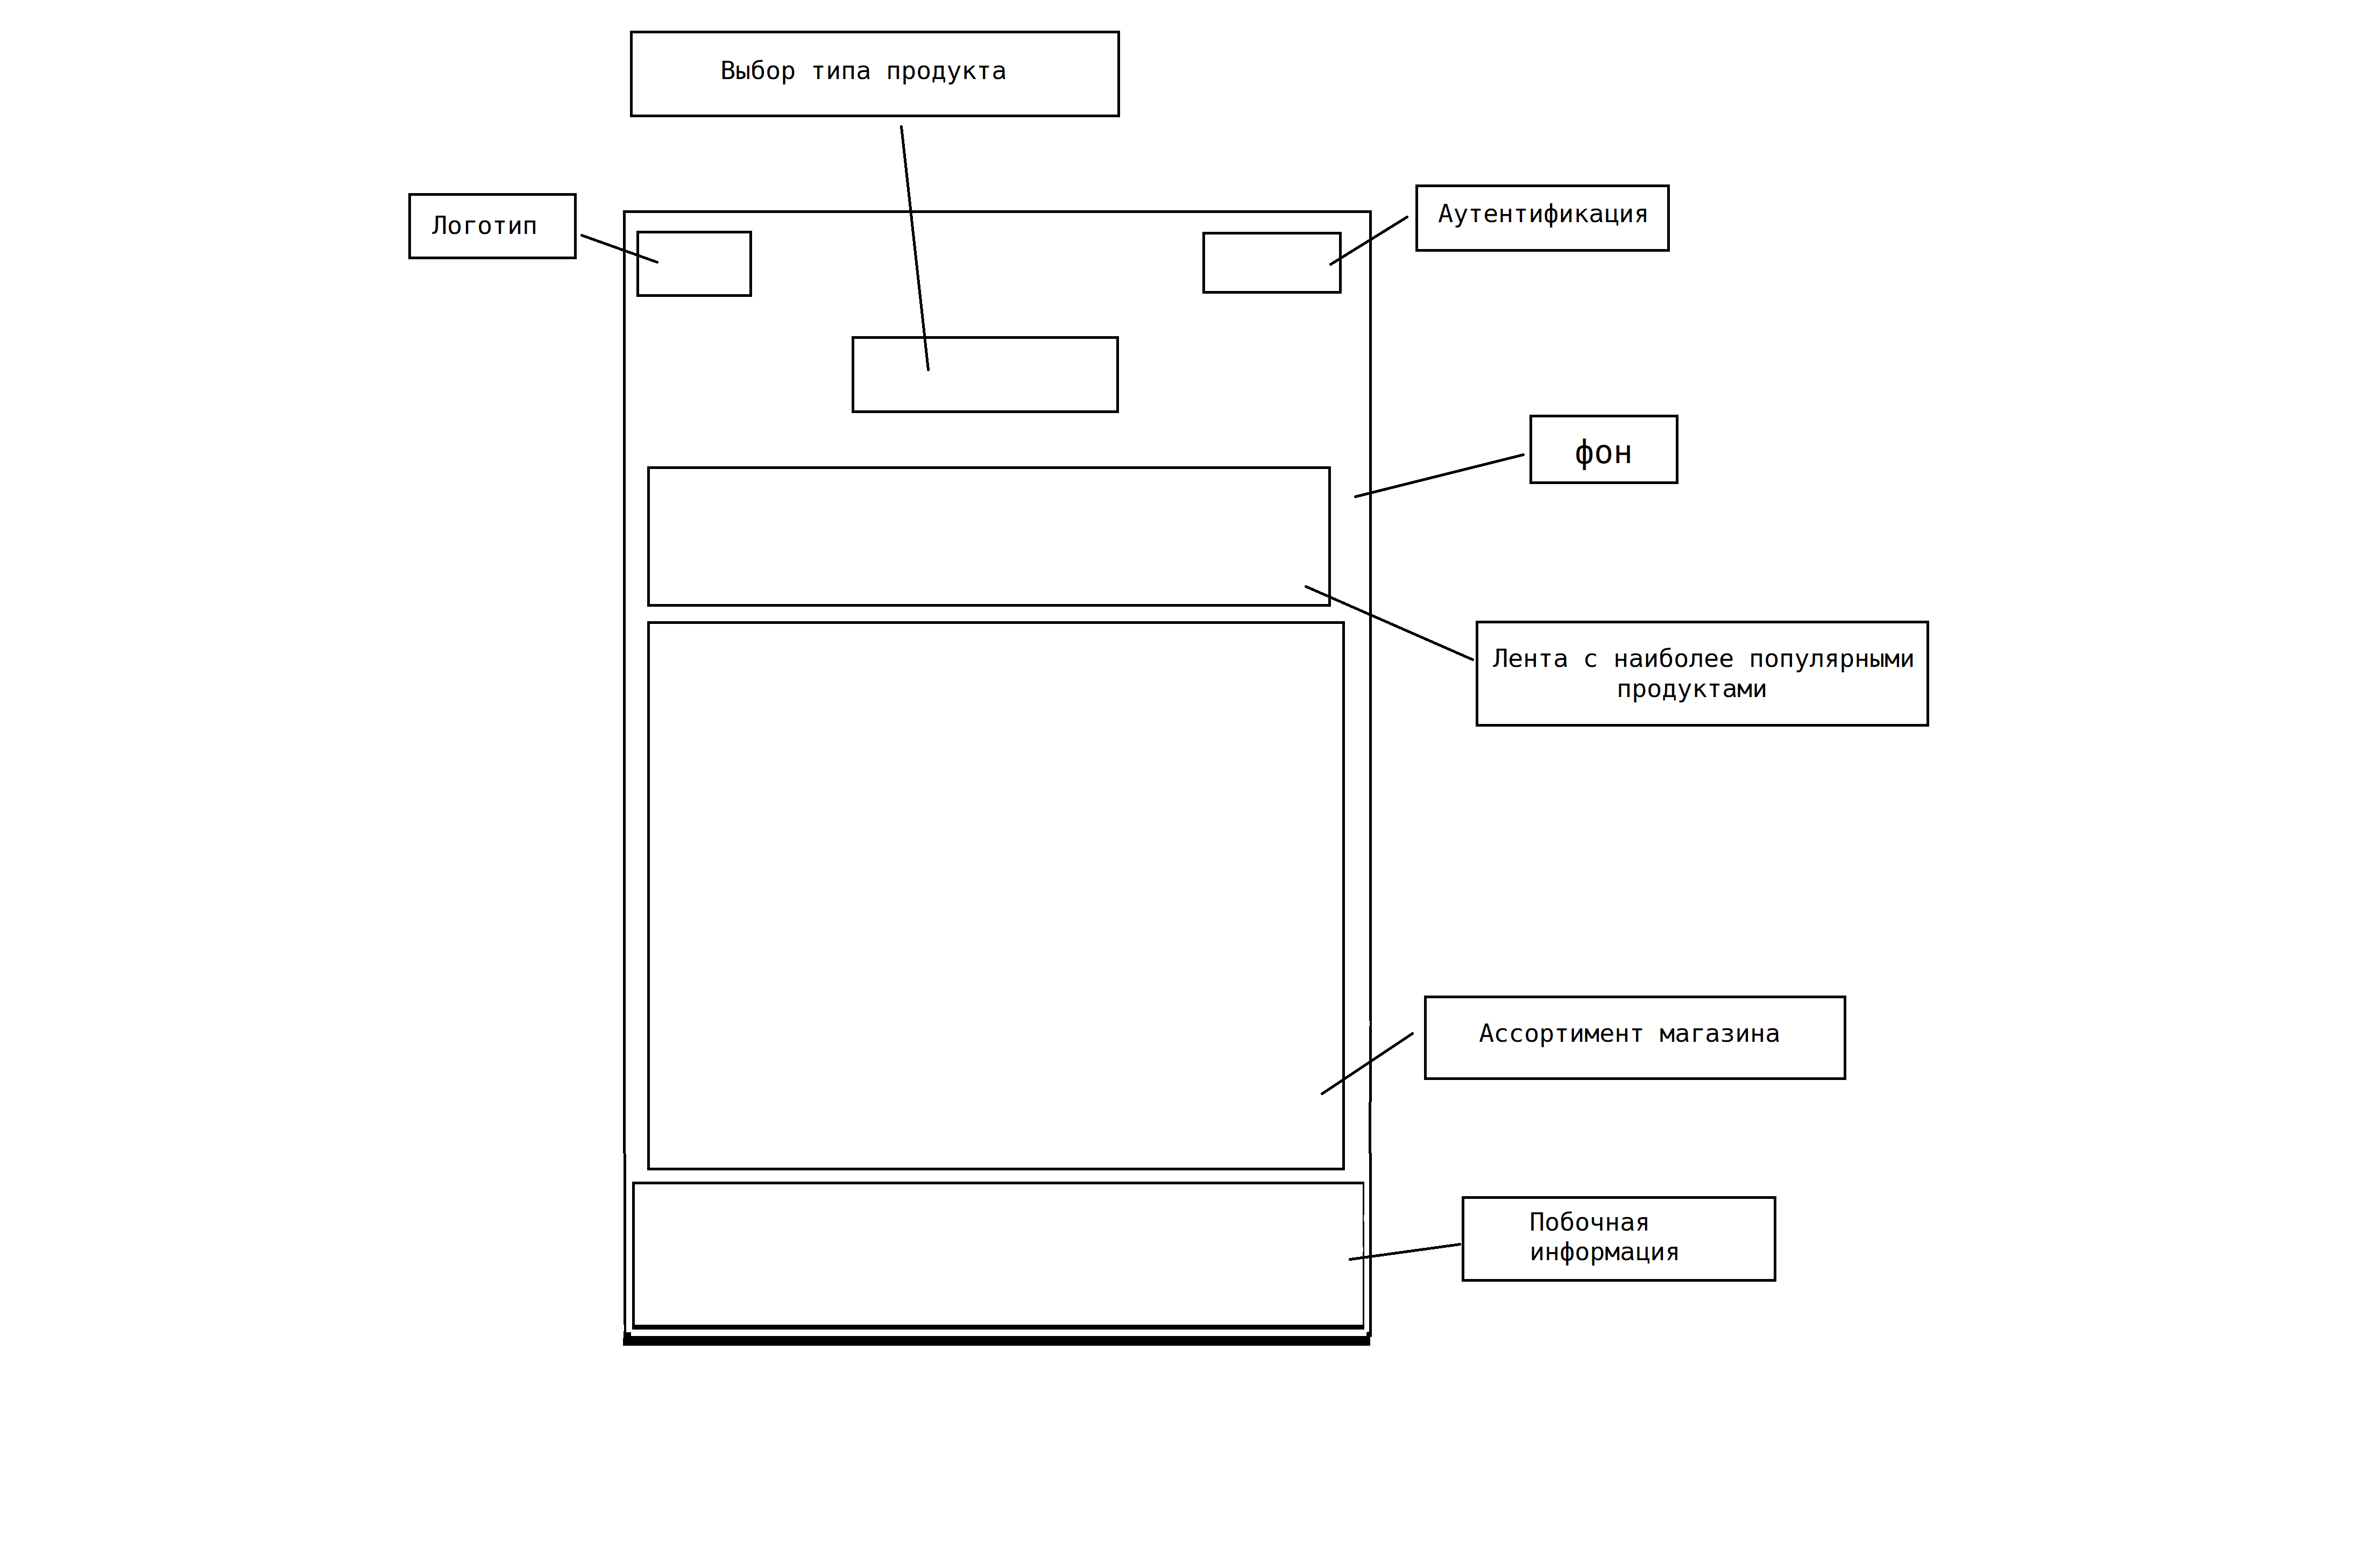 Выбор типа продукта
Логотип
Аутентификация
фон
Лента с наиболее популярными
продуктами
Ассортимент магазина
Побочная
информация